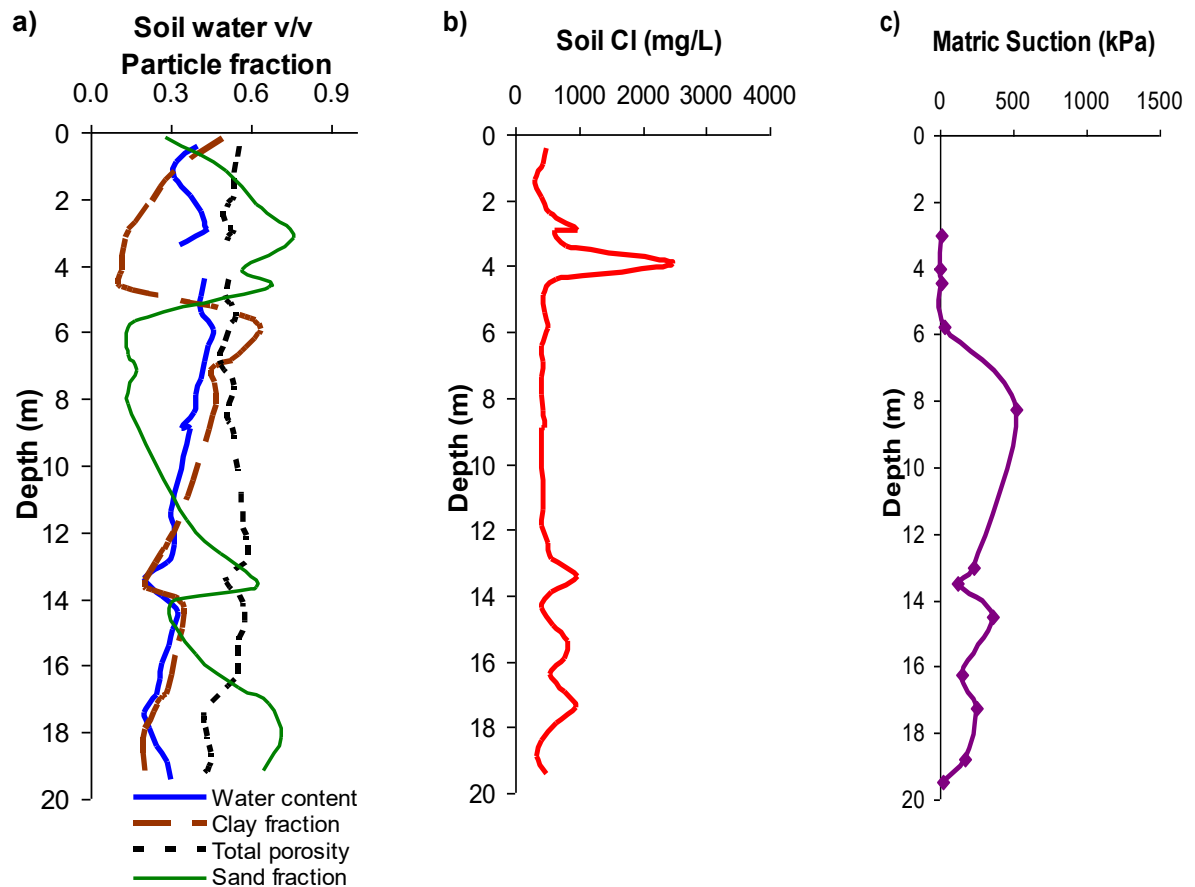 a)
Soil water v/v
Particle fraction
0.0 0.3 0.6 0.9
Depth (m)
0
2
4
6
8
10
12
14
16
18
20
Water content
Clay fraction
Total porosity
Sand fraction
b)
Soil Cl (mg/L)
0 1000 2000 3000 4000
Depth (m)
0
2
4
6
8
10
12
14
16
18
20
c)
Matric Suction (kPa)
0 500 1000 1500
Depth (m)
0
2
4
6
8
10
12
14
16
18
20